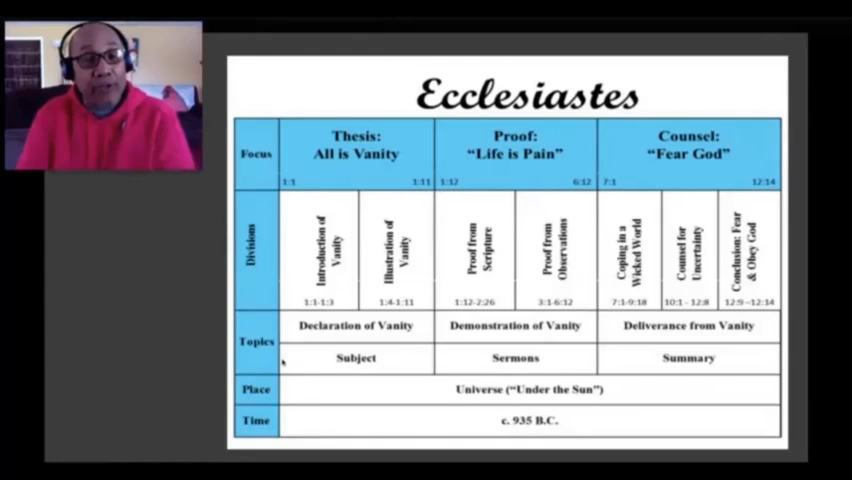 Ecclesiastes
Focus
Thesis:
All is Vanity
1:1 1:11
Proof:
“Life is Pain”
1:12 6:12
Counsel:
“Fear God”
7:1 12:14
Divisions
Introduction of
Vanity
1:1-1:3
Illustration of
Vanity
1:4-1:11
Proof from
Scripture
1:12-2:26
Proof from
Observations
3:1-6:12
Coping in a
Wicked World
7:1-9:18
Counsel for
Uncertainty
10:1 - 12:8
Conclusion: Fear
& Obey God
12:9 –12:14
Topics
Declaration of Vanity
Demonstration of Vanity
Deliverance from Vanity
Subject
Sermons
Summary
Place
Universe (“Under the Sun”)
Time
c. 935 B.C.